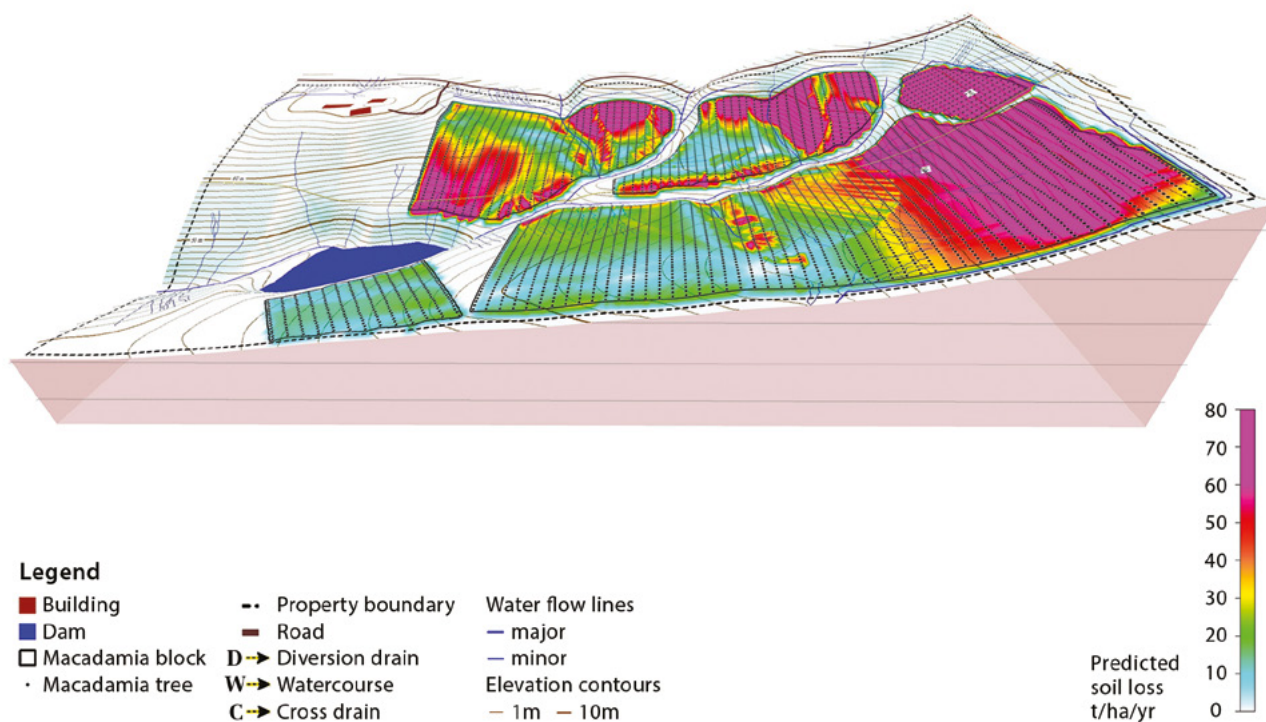 80
70
60
50
40
30
20
10
0
Predicted
soil loss
t/ha/yr
Legend
Building
Dam
Macadamia block
Macadamia tree
Property boundary
Road
D Diversion drain
W Watercourse
C Cross drain
Water flow lines
major
minor
Elevation contours
1m 10m